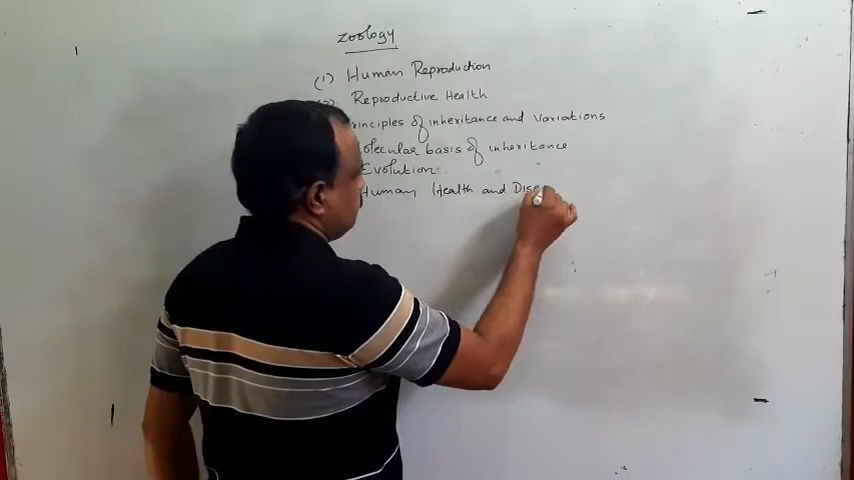 Zoology
(1) Human Reproduction
Reproductive Health
rinciples of inheritance and variations
olecular basis of inheritance
Evolution
Human Health and Dise